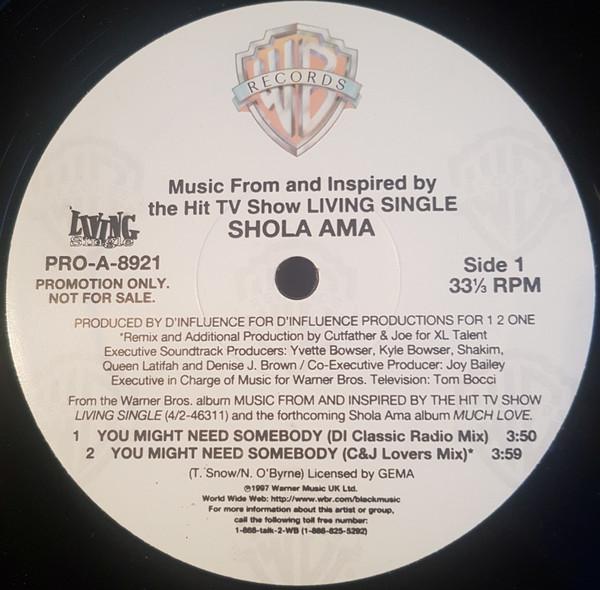 WB
RECORDS
Music From and Inspired by
the Hit TV Show LIVING SINGLE
SHOLA AMA
LIVING
Single
PRO-A-8921
PROMOTION ONLY.
NOT FOR SALE.
Side 1
33⅓ RPM
PRODUCED BY D'INFLUENCE FOR D'INFLUENCE PRODUCTIONS FOR 1 2 ONE
*Remix and Additional Production by Cutfather & Joe for XL Talent
Executive Soundtrack Producers: Yvette Bowser, Kyle Bowser, Shakim,
Queen Latifah and Denise J. Brown / Co-Executive Producer: Joy Bailey
Executive in Charge of Music for Warner Bros. Television: Tom Bocci
From the Warner Bros. album MUSIC FROM AND INSPIRED BY THE HIT TV SHOW
LIVING SINGLE (4/2-46311) and the forthcoming Shola Ama album MUCH LOVE.
1 YOU MIGHT NEED SOMEBODY (DI Classic Radio Mix) 3:50
2 YOU MIGHT NEED SOMEBODY (C&J Lovers Mix)* 3:59
(T. Snow/N. O'Byrne) Licensed by GEMA
℗1997 Warner Music UK Ltd.
World Wide Web: http://www.wbr.com/blackmusic
For more information about this artist or group,
call the following toll free number:
1-888-talk-2-WB (1-888-825-5292)